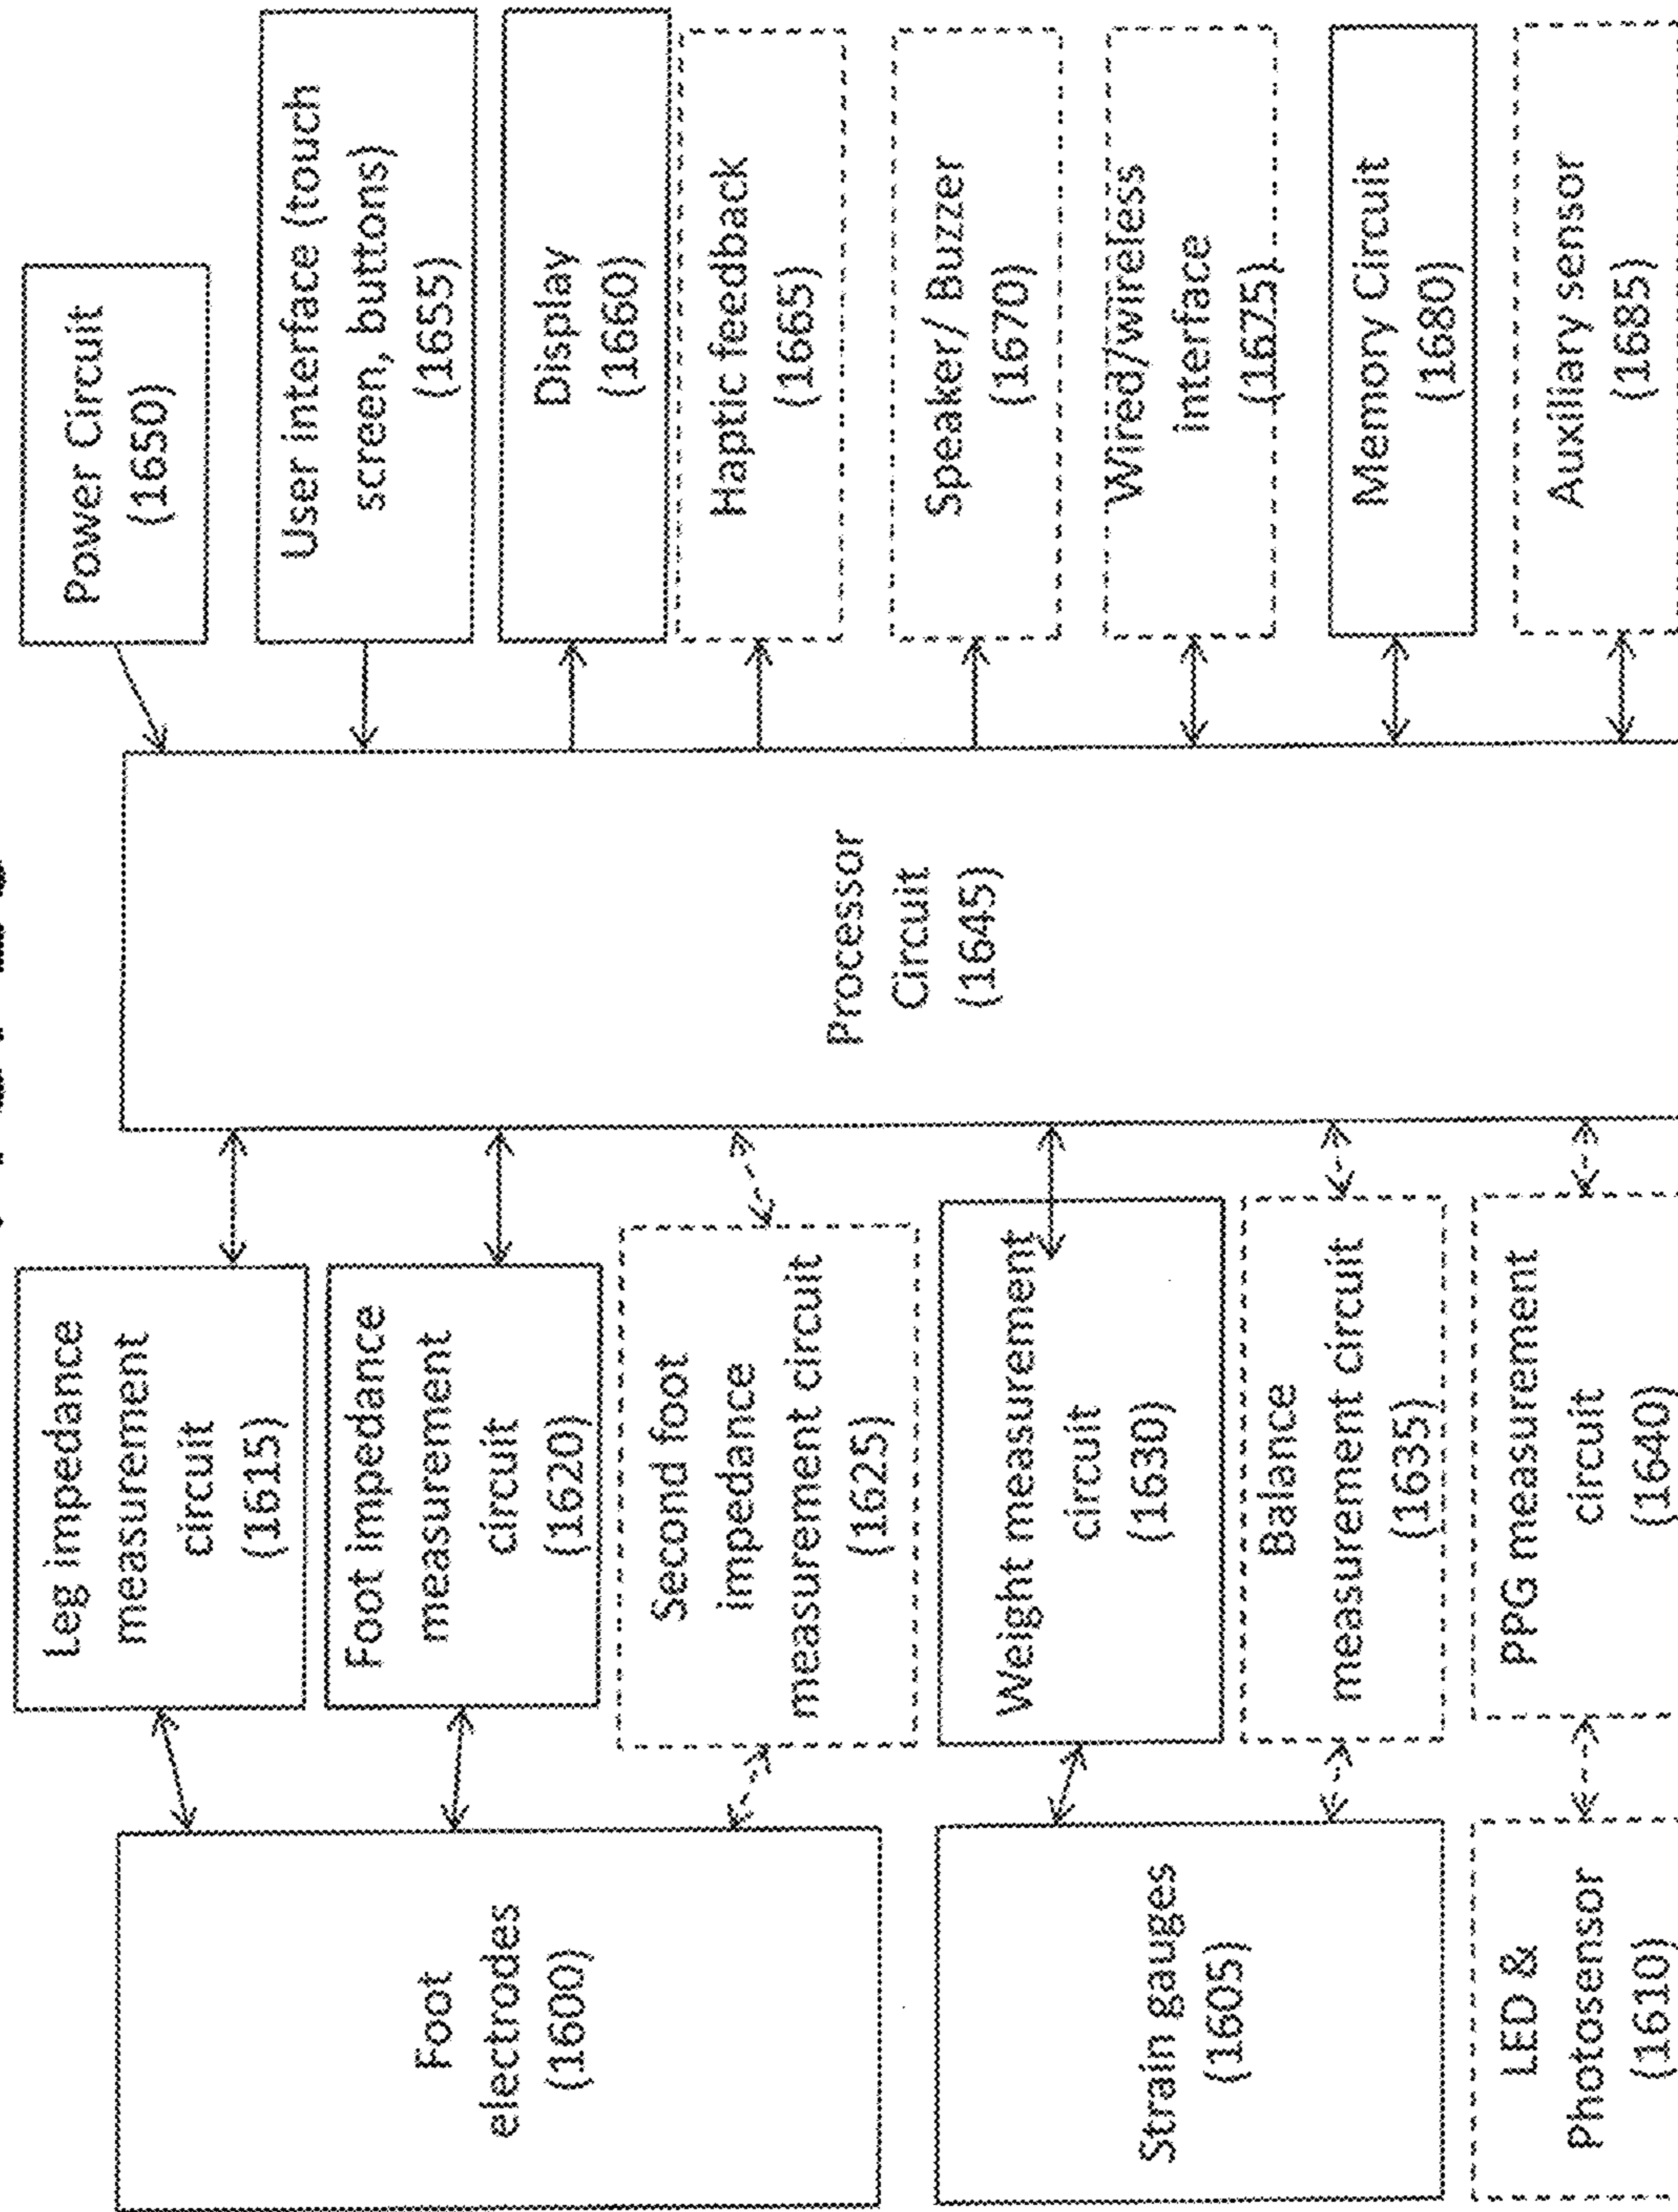 Foot
electrodes
(1600)
Strain gauges
(1605)
LED &
Photosensor
(1610)
Leg impedance
measurement
circuit
(1615)
Foot impedance
measurement
circuit
(1620)
Second foot
impedance
measurement circuit
(1625)
Weight measurement
circuit
(1630)
Balance
measurement circuit
(1635)
PPG measurement
circuit
(1640)
Processor
Circuit
(1645)
Power Circuit
(1650)
User interface (touch
screen, buttons)
(1655)
Display
(1660)
Haptic feedback
(1665)
Speaker/ Buzzer
(1670)
Wired/wireless
interface
(1675)
Memory Circuit
(1680)
Auxiliary sensor
(1685)